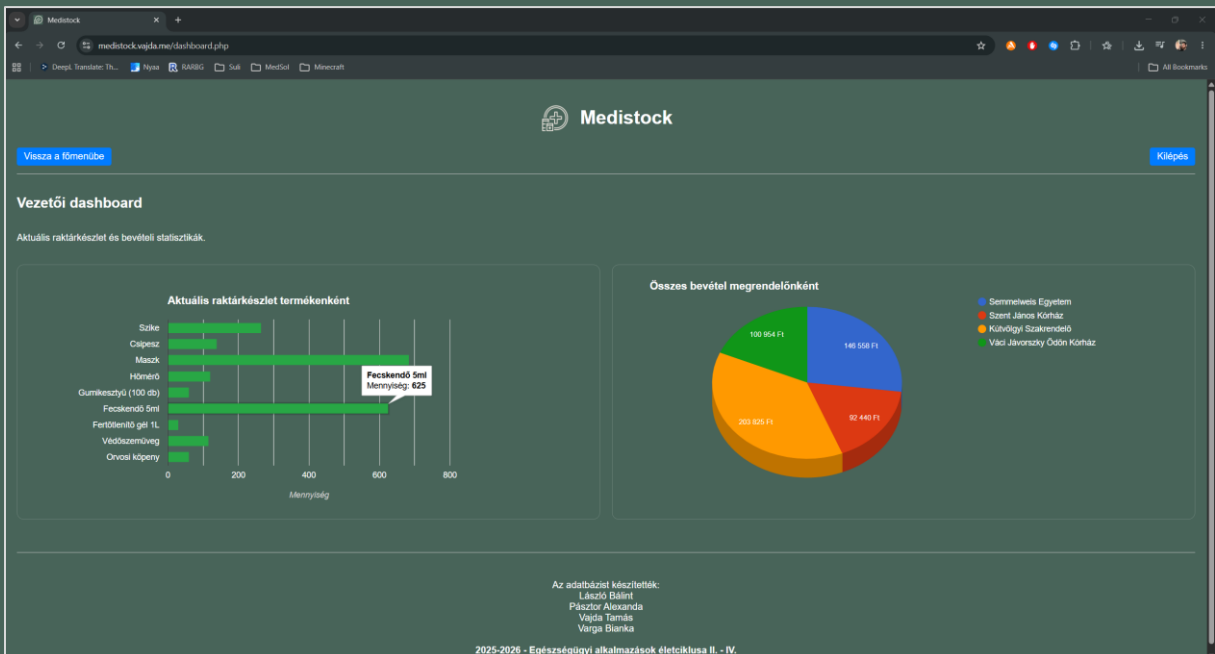 Medistock
medistock.vajda.me/dashboard.php
DeepL Translate: Th...
Nyaa
RARBG
Suli
MedSol
Minecraft
All Bookmarks
Medistock
Vissza a főmenübe
Kilépés
Vezetői dashboard
Aktuális raktárkészlet és bevételi statisztikák.
Aktuális raktárkészlet termékenként
Szike
Csipesz
Maszk
Hőmérő
Gumikesztyű (100 db)
Fecskendő 5ml
Fertőtlenítő gél 1L
Védőszemüveg
Orvosi köpeny
Fecskendő 5ml
Mennyiség: 625
0 200 400 600 800
Mennyiség
Összes bevétel megrendelőnként
100 954 Ft
146 558 Ft
203 825 Ft
92 440 Ft
Semmelweis Egyetem
Szent János Kórház
Kútvölgyi Szakrendelő
Váci Jávorszky Ödön Kórház
Az adatbázist készítették:
László Bálint
Pásztor Alexanda
Vajda Tamás
Varga Bianka
2025-2026 - Egészségügyi alkalmazások életciklusa II. - IV.